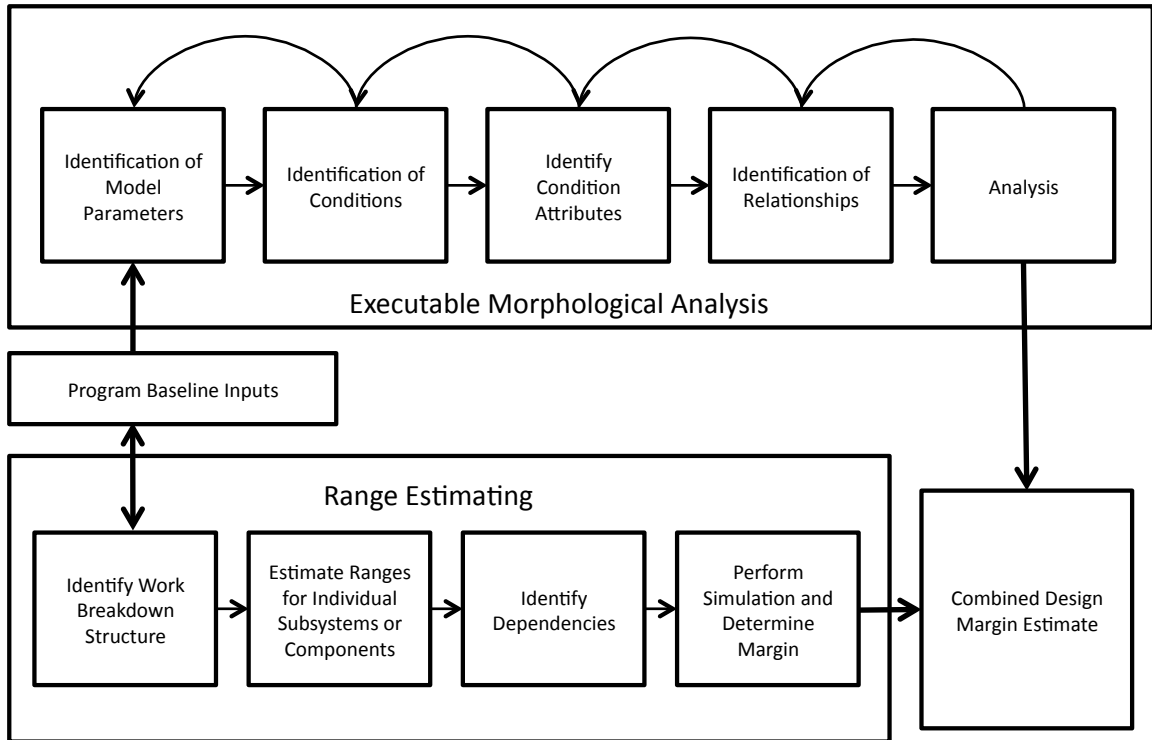 Identification of
Model
Parameters
Identification of
Conditions
Identify
Condition
Attributes
Identification of
Relationships
Analysis
Executable Morphological Analysis
Program Baseline Inputs
Range Estimating
Identify Work
Breakdown
Structure
Estimate Ranges
for Individual
Subsystems or
Components
Identify
Dependencies
Perform
Simulation and
Determine
Margin
Combined Design
Margin Estimate